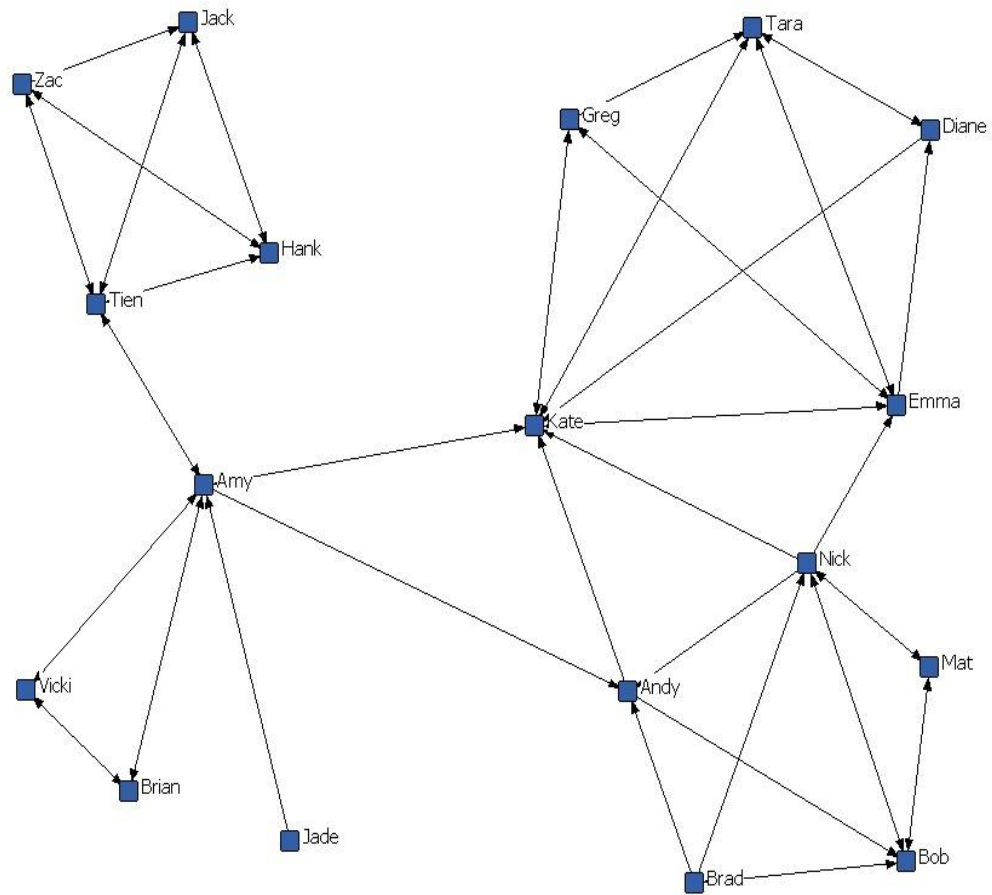 Jack
Tara
Zac
Greg
Diane
Hank
Tien
Emma
Kate
Amy
Nick
Mat
Vicki
Andy
Brian
Jade
Bob
Brad